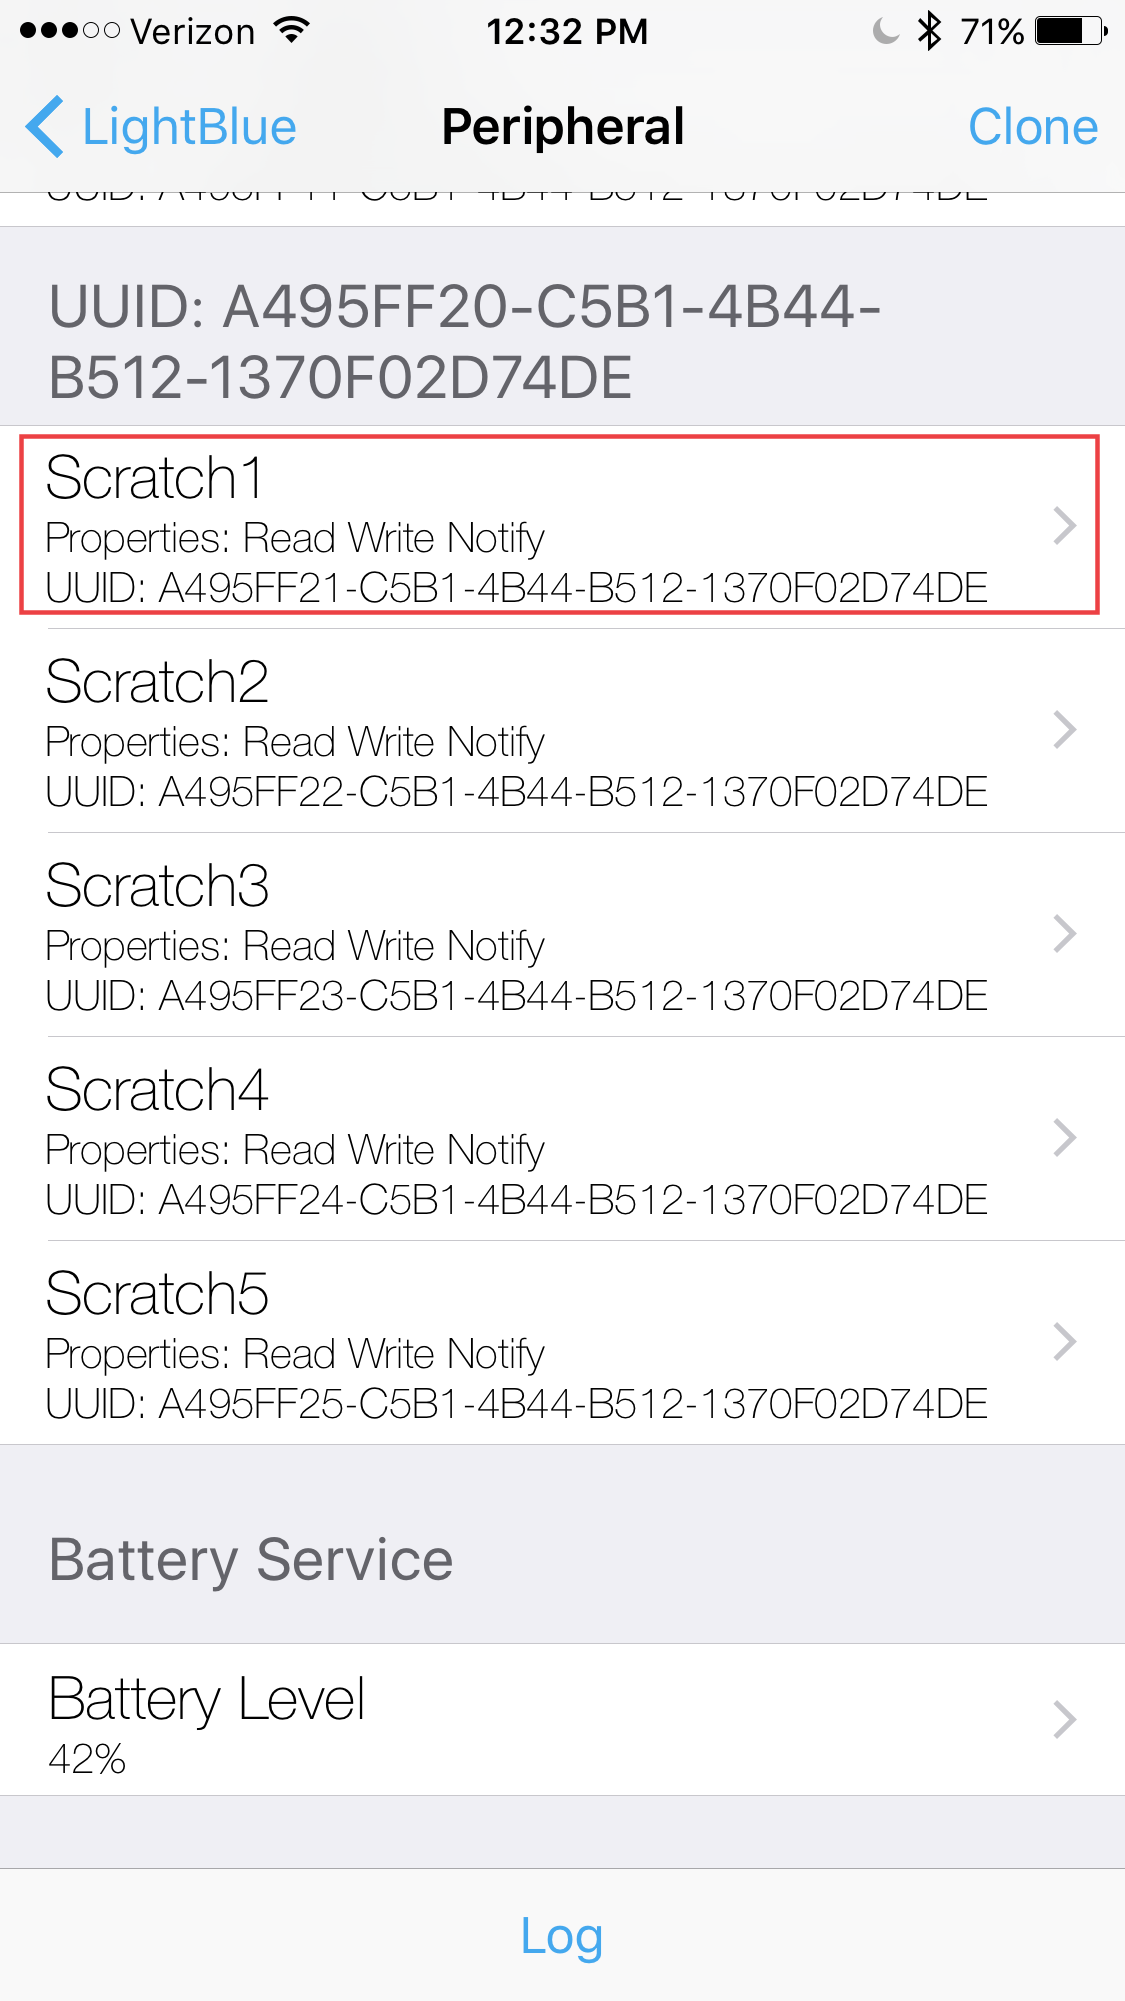 Verizon 12:32 PM 71%
LightBlue Peripheral Clone
UUID: A495FF20-C5B1-4B44-
B512-1370F02D74DE
Scratch1
Properties: Read Write Notify
UUID: A495FF21-C5B1-4B44-B512-1370F02D74DE
Scratch2
Properties: Read Write Notify
UUID: A495FF22-C5B1-4B44-B512-1370F02D74DE
Scratch3
Properties: Read Write Notify
UUID: A495FF23-C5B1-4B44-B512-1370F02D74DE
Scratch4
Properties: Read Write Notify
UUID: A495FF24-C5B1-4B44-B512-1370F02D74DE
Scratch5
Properties: Read Write Notify
UUID: A495FF25-C5B1-4B44-B512-1370F02D74DE
Battery Service
Battery Level
42%
Log